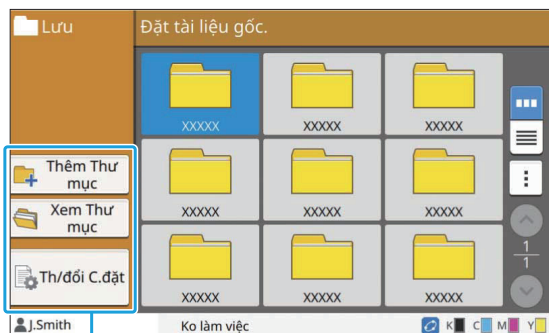 Lưu
Đặt tài liệu gốc.
XXXXX
XXXXX
XXXXX
Thêm Thư
mục
Xem Thư
mục
XXXXX
XXXXX
XXXXX
Th/đổi C.đặt
1
1
XXXXX
XXXXX
XXXXX
J.Smith
Ko làm việc
K C M Y